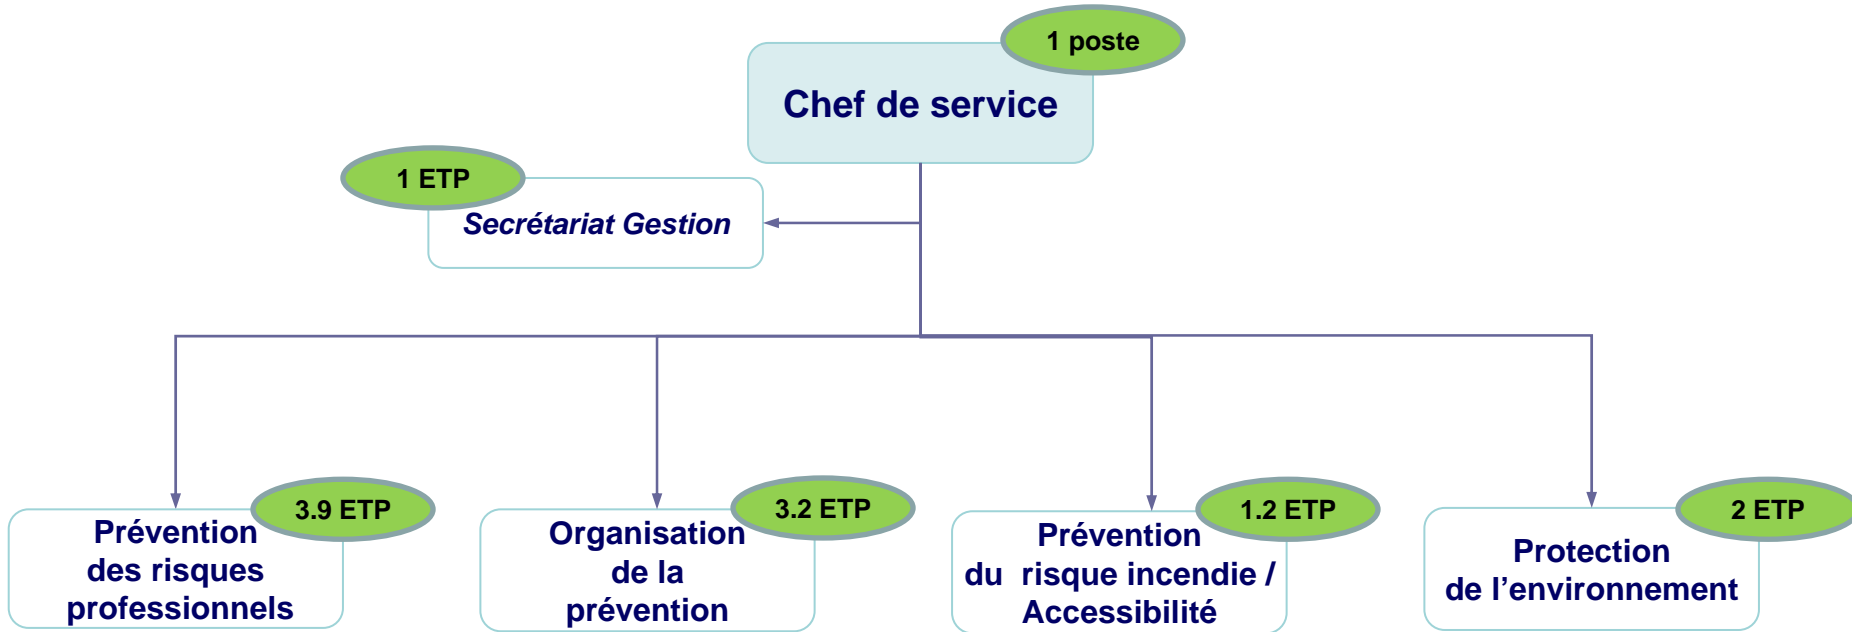 1 poste
Chef de service
1 ETP
Secrétariat Gestion
3.9 ETP
Prévention
des risques
professionnels
3.2 ETP
Organisation
de la
prévention
1.2 ETP
Prévention
du  risque incendie /
Accessibilité
2 ETP
Protection
de l’environnement